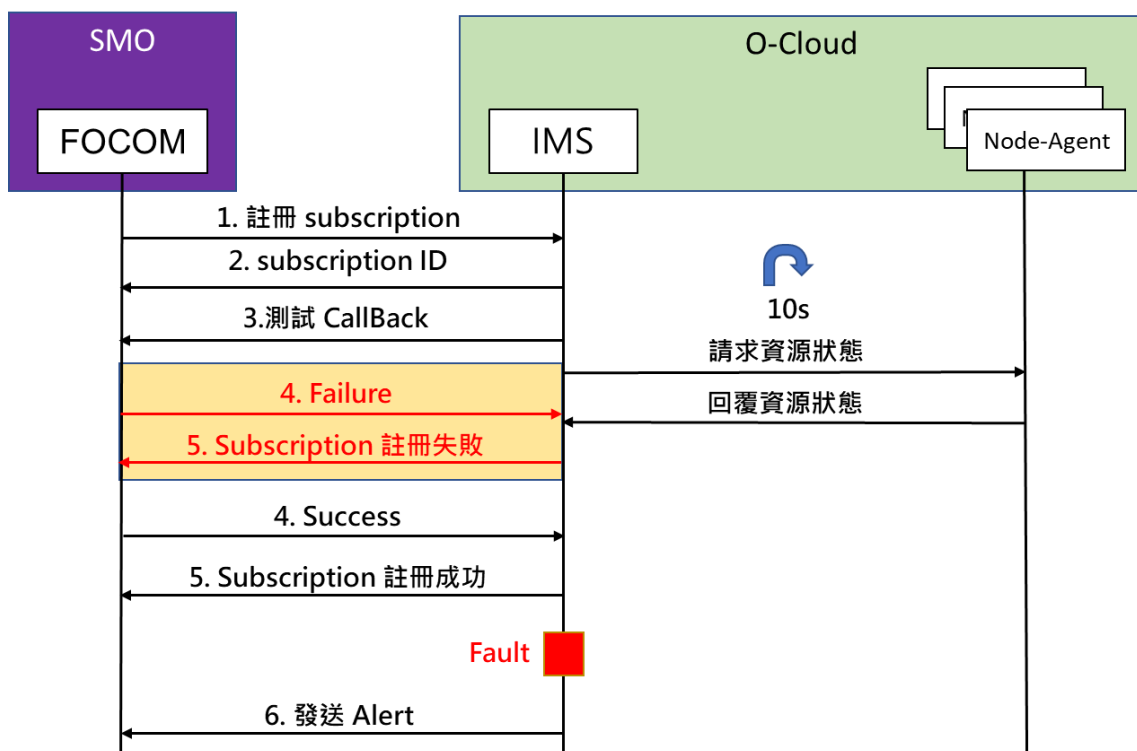 SMO
O-Cloud
FOCOM
IMS
Node-Agent
1. 註冊 subscription
2. subscription ID
10s
3.測試 CallBack
請求資源狀態
4. Failure
回覆資源狀態
5. Subscription 註冊失敗
4. Success
5. Subscription 註冊成功
Fault
6. 發送 Alert